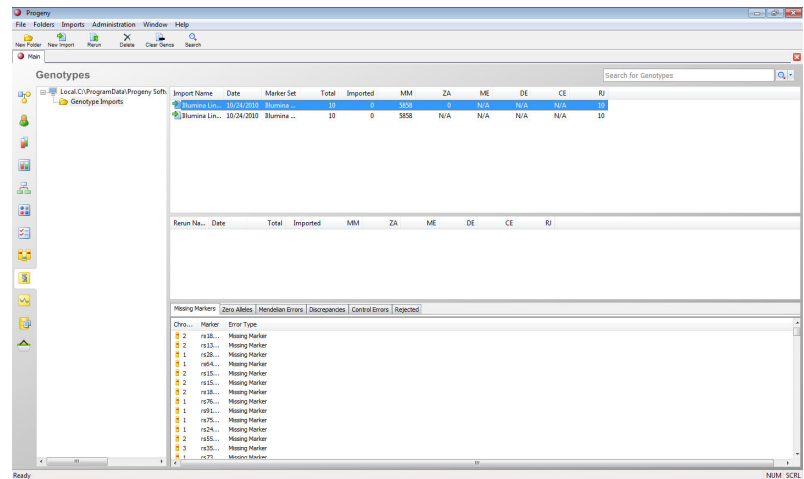 Progeny
File Folders Imports Administration Window Help
New Folder New Import Rerun Delete Clear Genos Search
Main
Genotypes
Search for Genotypes
Local.C:\ProgramData\Progeny Softw
Genotype Imports
Import Name Date Marker Set Total Imported MM ZA ME DE CE RJ
Illumina Lin... 10/24/2010 Illumina ... 10 0 5858 0 N/A N/A N/A 10
Illumina Lin... 10/24/2010 Illumina ... 10 0 5858 N/A N/A N/A N/A 10
Rerun Na... Date Total Imported MM ZA ME DE CE RJ
Missing Markers Zero Alleles Mendelian Errors Discrepancies Control Errors Rejected
Chro... Marker Error Type
2 rs18... Missing Marker
2 rs13... Missing Marker
1 rs28... Missing Marker
1 rs64... Missing Marker
2 rs15... Missing Marker
2 rs15... Missing Marker
2 rs18... Missing Marker
1 rs76... Missing Marker
1 rs91... Missing Marker
1 rs75... Missing Marker
1 rs24... Missing Marker
2 rs55... Missing Marker
3 rs35... Missing Marker
1 rs73... Missing Marker
Ready
NUM SCRL